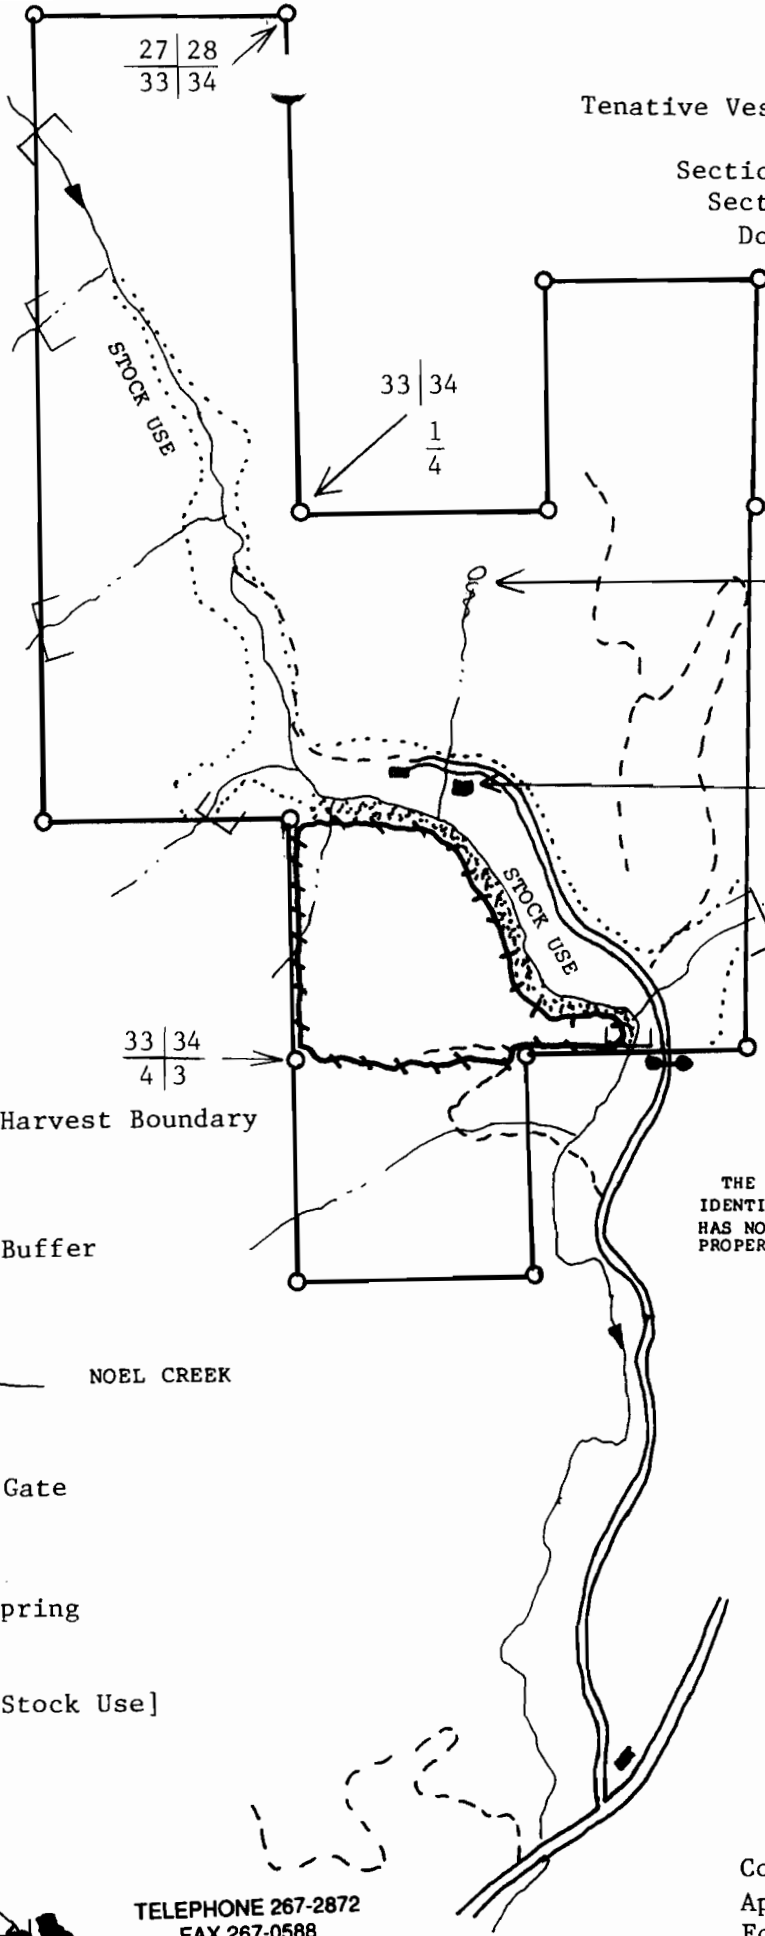 27 | 28
33 | 34
Tenative Ves
Sectio
Sect
Do
STOCK USE
33 | 34
1
4
STOCK USE
33 | 34
4 | 3
Harvest Boundary
THE
IDENTI
HAS NO
PROPER
Buffer
NOEL CREEK
Gate
pring
Stock Use]
Co
Ap
Fo
TELEPHONE 267-2872
FAX 267-0588